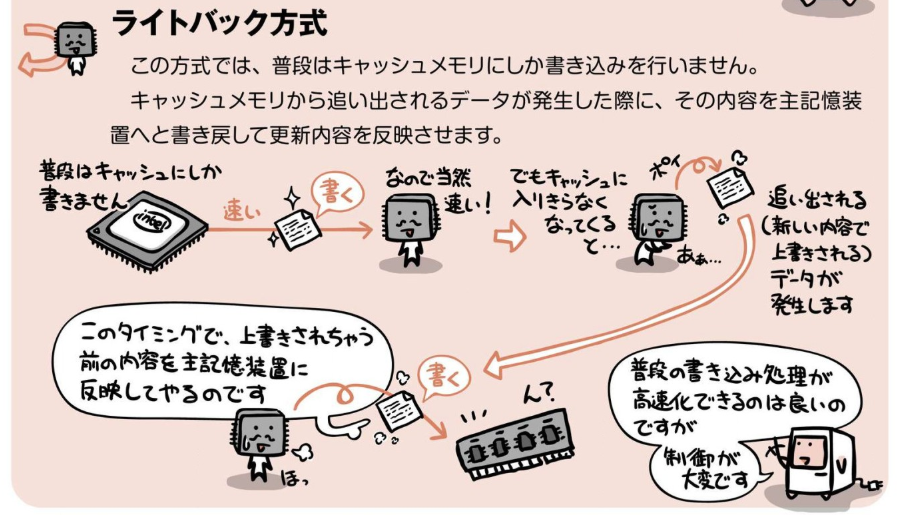 ライトバック方式
この方式では、普段はキャッシュメモリにしか書き込みを行いません。
キャッシュメモリから追い出されるデータが発生した際に、その内容を主記憶装
置へと書き戻して更新内容を反映させます。
普段はキャッシュにしか
書きません
intel
速い
書く
なので当然
速い!
でもキャッシュに
入りきらなく
なってくる
と…
ポイ
あぁ…
追い出される
(新しい内容で
上書きされる)
データが
発生します
このタイミングで、上書きされちゃう
前の内容を主記憶装置に
反映してやるのです
書く
ほっ
ん?
普段の書き込み処理が
高速化できるのは良いの
ですが
制御が
大変です